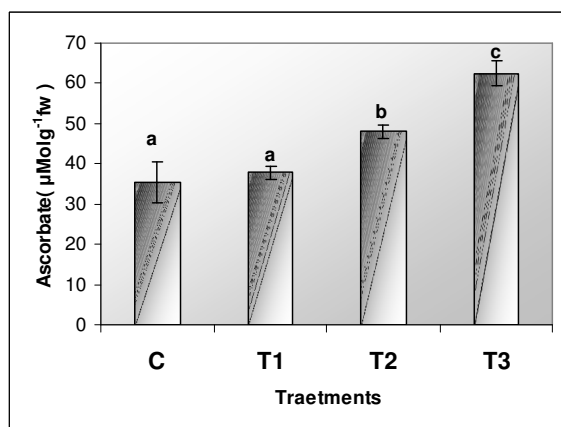 70
60
50
40
30
20
10
0
Ascorbate( µMolg⁻¹fw )
a
a
b
c
C T1 T2 T3
Traetments